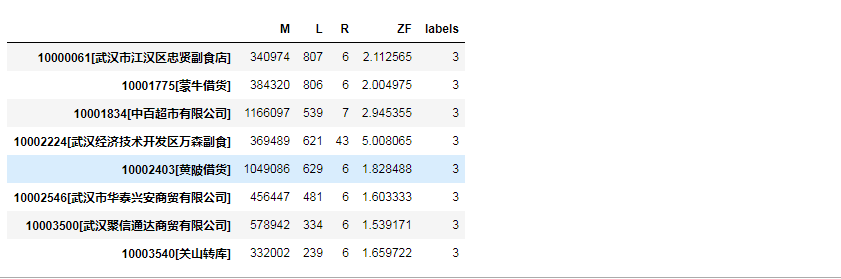 M L R ZF labels
10000061[武汉市江汉区忠贤副食店] 340974 807 6 2.112565 3
10001775[蒙牛借货] 384320 806 6 2.004975 3
10001834[中百超市有限公司] 1166097 539 7 2.945355 3
10002224[武汉经济技术开发区万森副食] 369489 621 43 5.008065 3
10002403[黄陂借货] 1049086 629 6 1.828488 3
10002546[武汉市华泰兴安商贸有限公司] 456447 481 6 1.603333 3
10003500[武汉聚信通达商贸有限公司] 578942 334 6 1.539171 3
10003540[关山转库] 332002 239 6 1.659722 3